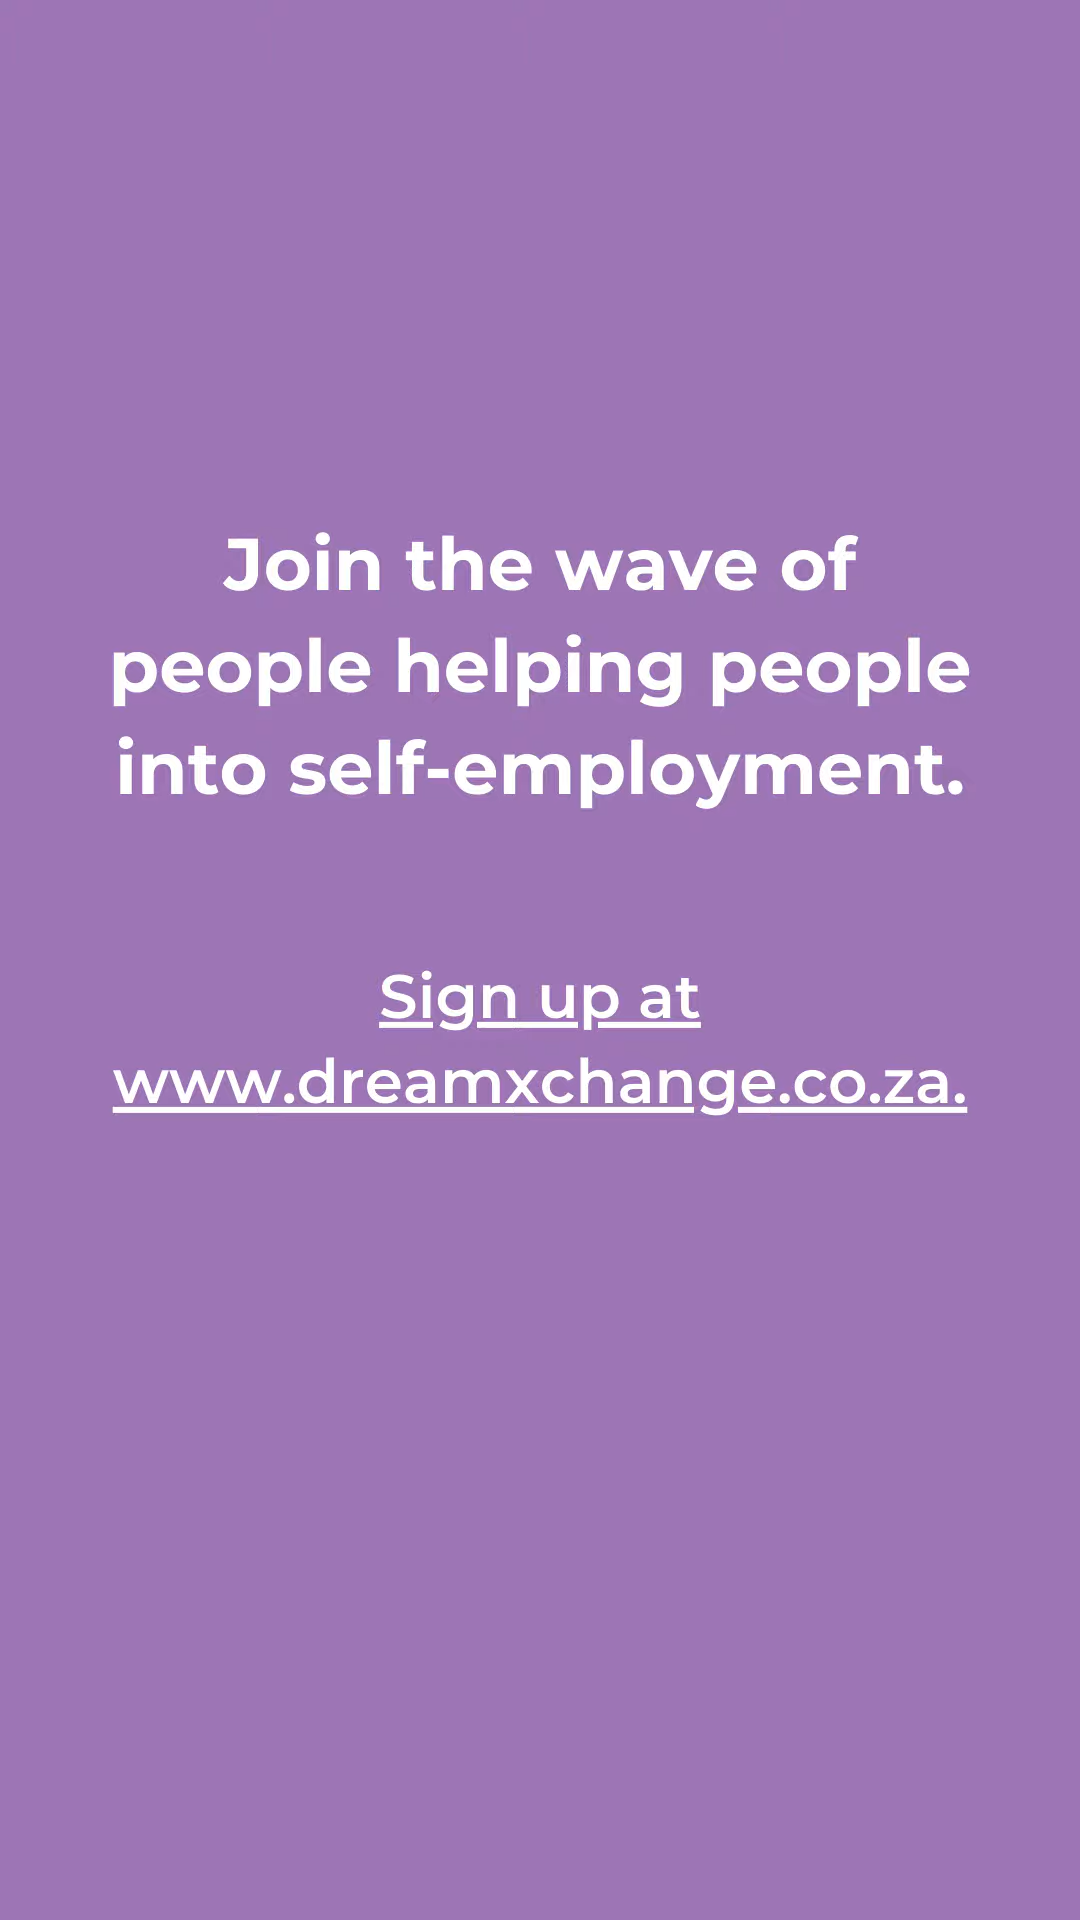 Join the wave of
people helping people
into self-employment.
Sign up at
www.dreamxchange.co.za.